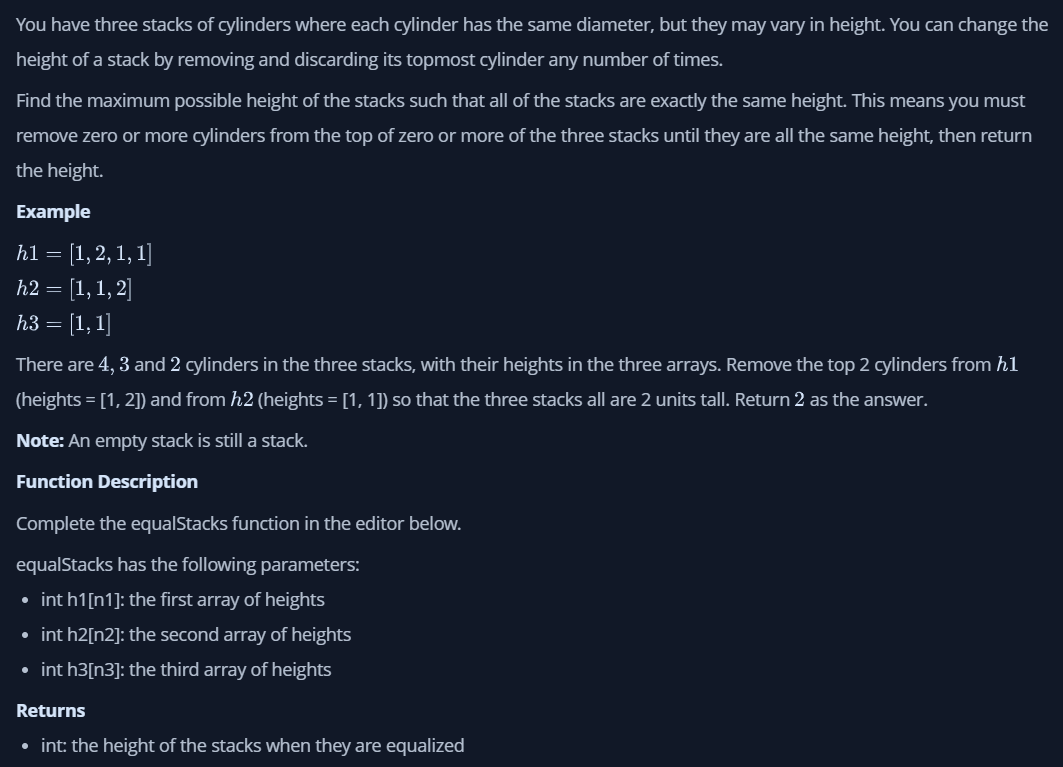 You have three stacks of cylinders where each cylinder has the same diameter, but they may vary in height. You can change the
height of a stack by removing and discarding its topmost cylinder any number of times.
Find the maximum possible height of the stacks such that all of the stacks are exactly the same height. This means you must
remove zero or more cylinders from the top of zero or more of the three stacks until they are all the same height, then return
the height.
Example
h1 = [1, 2, 1, 1]
h2 = [1, 1, 2]
h3 = [1, 1]
There are 4, 3 and 2 cylinders in the three stacks, with their heights in the three arrays. Remove the top 2 cylinders from h1
(heights = [1, 2]) and from h2 (heights = [1, 1]) so that the three stacks all are 2 units tall. Return 2 as the answer.
Note: An empty stack is still a stack.
Function Description
Complete the equalStacks function in the editor below.
equalStacks has the following parameters:
• int h1[n1]: the first array of heights
• int h2[n2]: the second array of heights
• int h3[n3]: the third array of heights
Returns
• int: the height of the stacks when they are equalized